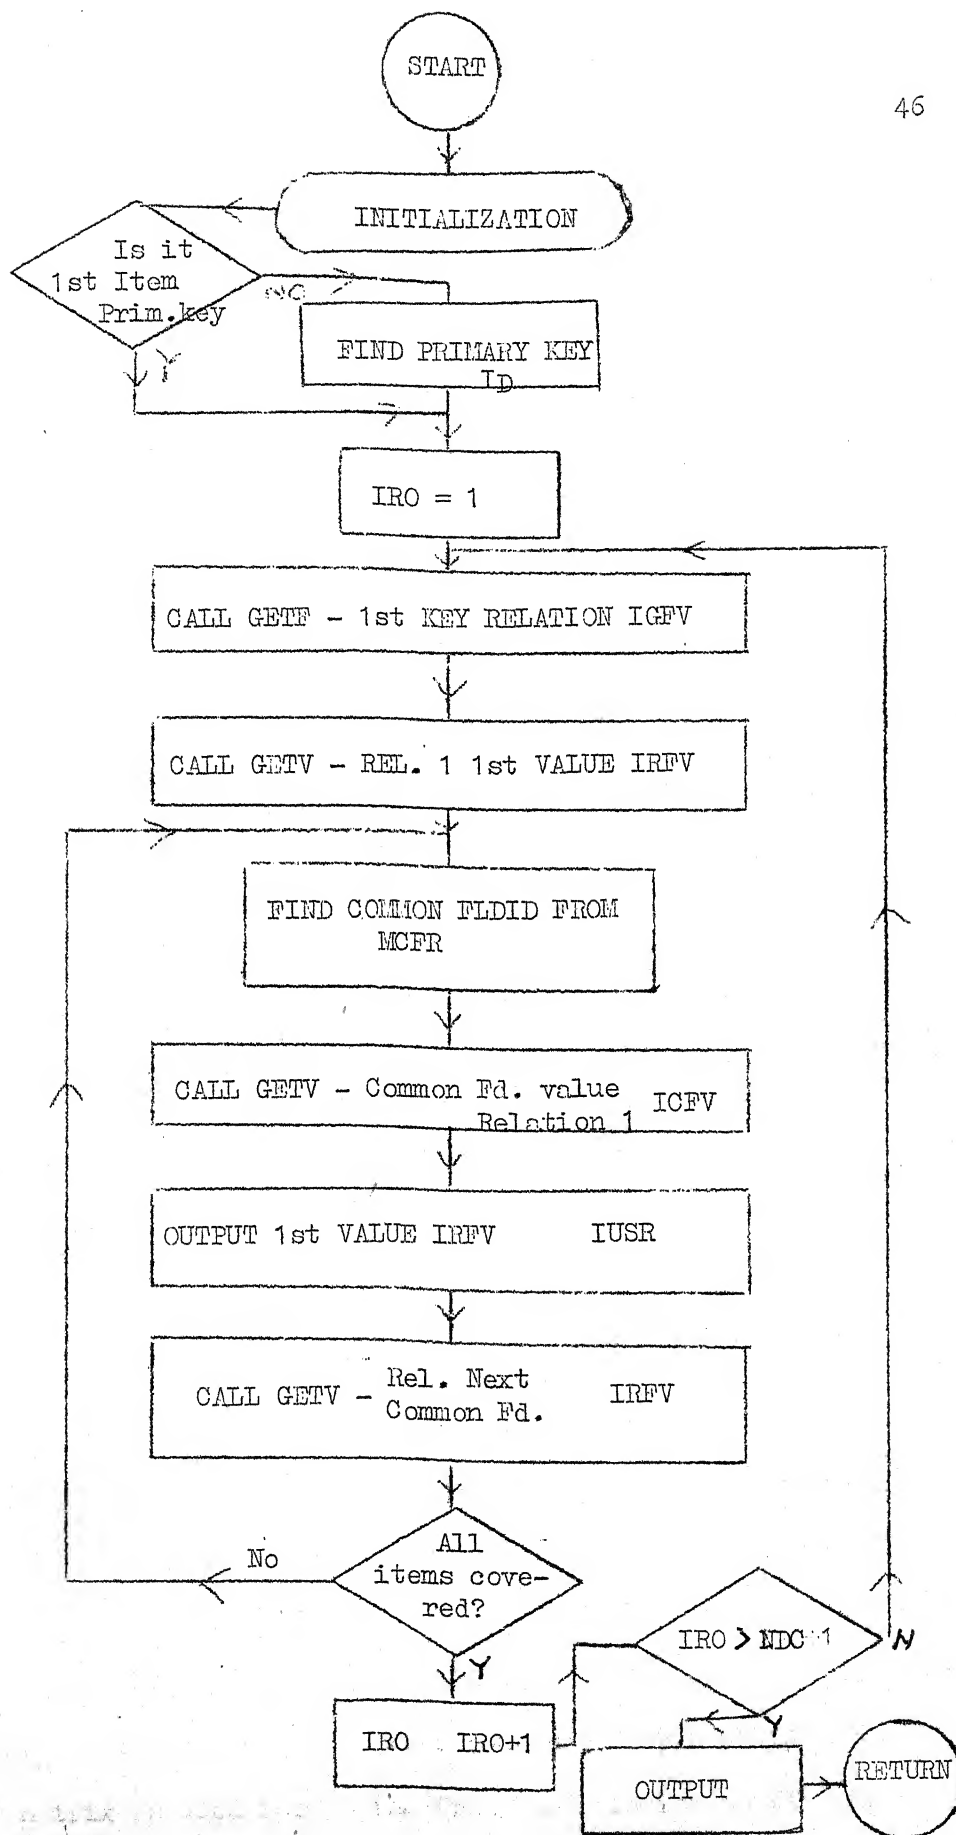 START
46
INITIALIZATION
Is it
1st Item
Prim.key
NO
Y
FIND PRIMARY KEY
ID
IRO = 1
CALL GETF - 1st KEY RELATION IGFV
CALL GETV - REL. 1 1st VALUE IRFV
FIND COMMON FLDID FROM
MCFR
CALL GETV - Common Fd. value ICFV
Relation 1
OUTPUT 1st VALUE IRFV IUSR
CALL GETV - Rel. Next IRFV
Common Fd.
All
items cove-
red?
No
Y
IRO IRO+1
IRO > NDC 1
N
Y
OUTPUT
RETURN